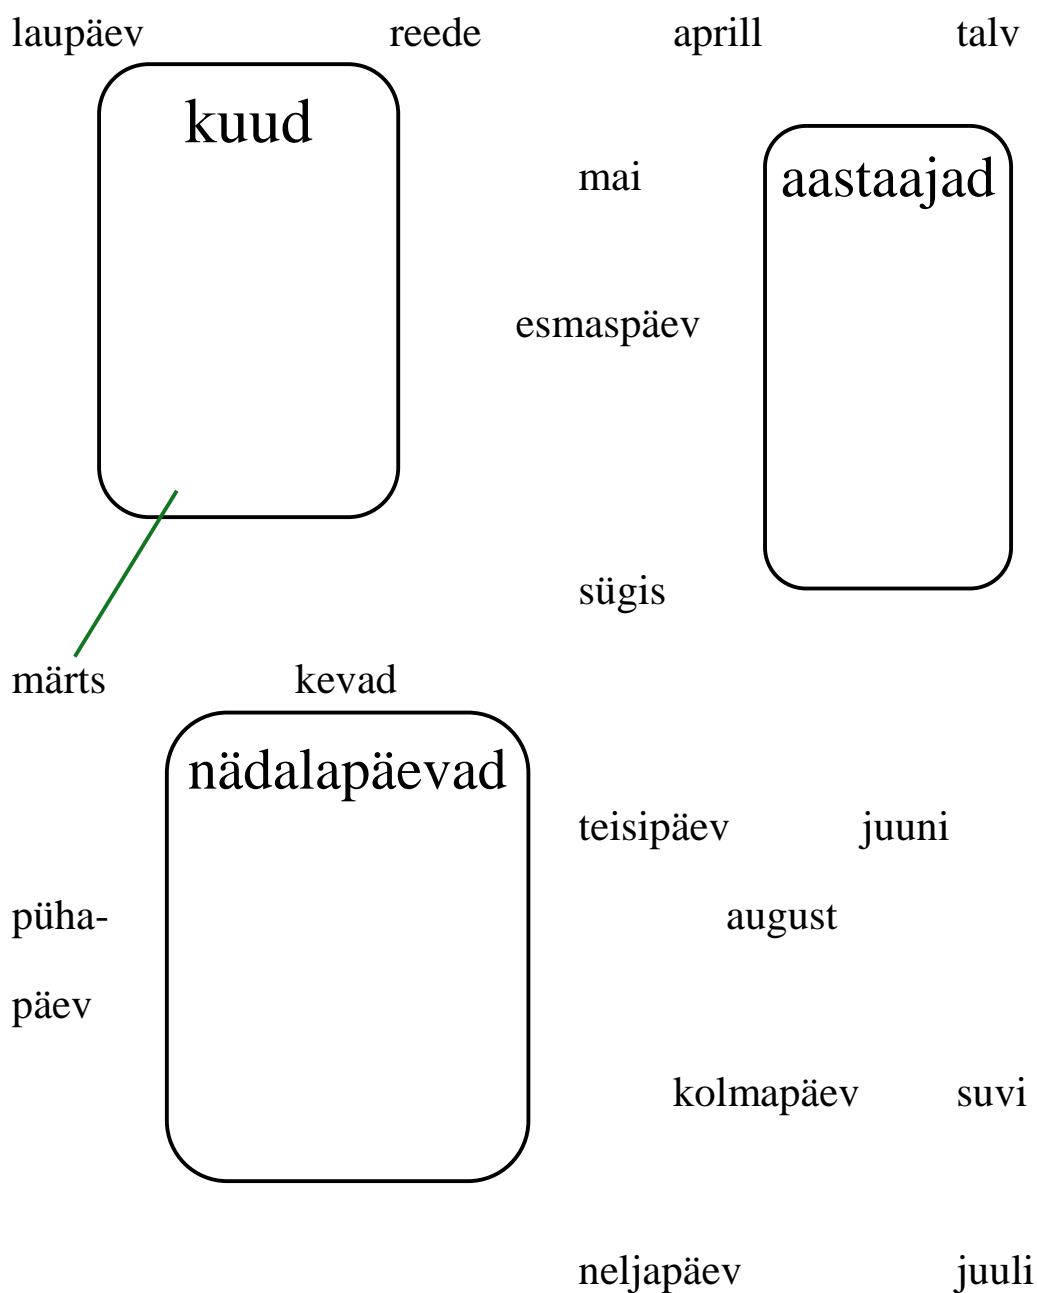 laupäev reede aprill talv
kuud
mai aastaajad
esmaspäev
sügis
märts kevad
nädalapäevad
teisipäev juuni
püha- august
päev
kolmapäev suvi
neljapäev juuli